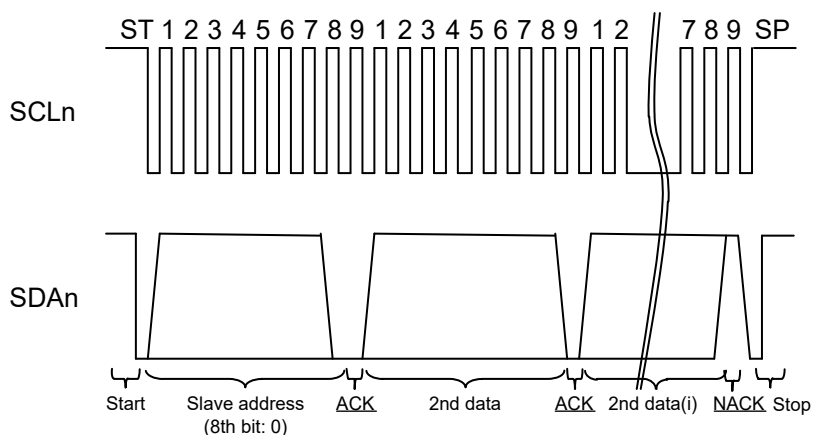 ST 1 2 3 4 5 6 7 8 9 1 2 3 4 5 6 7 8 9 1 2 7 8 9 SP
SCLn
SDAn
Start Slave address ACK 2nd data ACK 2nd data(i) NACK Stop
(8th bit: 0)